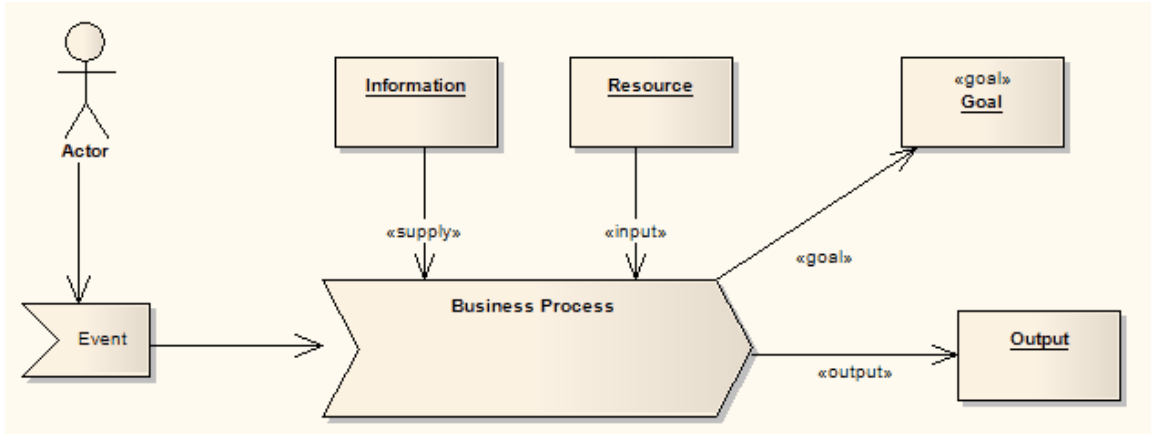 Actor
Information
Resource
«goal»
Goal
«supply»
«input»
«goal»
Event
Business Process
Output
«output»